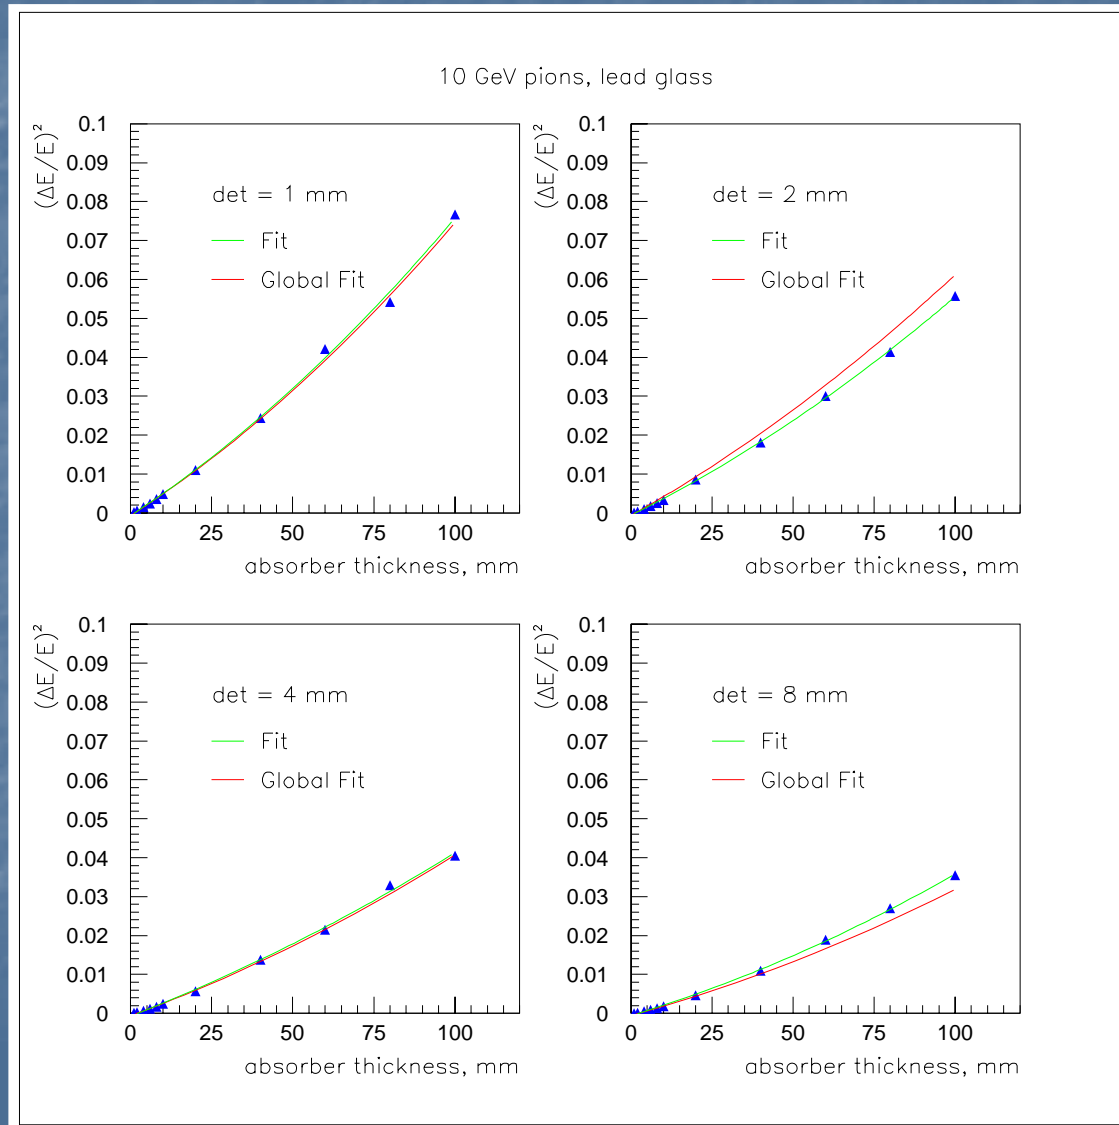 10 GeV pions, lead glass
(ΔE/E)²
0.1
0.09
0.08
0.07
0.06
0.05
0.04
0.03
0.02
0.01
0
det = 1 mm
Fit
Global Fit
0 25 50 75 100
absorber thickness, mm
(ΔE/E)²
0.1
0.09
0.08
0.07
0.06
0.05
0.04
0.03
0.02
0.01
0
det = 2 mm
Fit
Global Fit
0 25 50 75 100
absorber thickness, mm
(ΔE/E)²
0.1
0.09
0.08
0.07
0.06
0.05
0.04
0.03
0.02
0.01
0
det = 4 mm
Fit
Global Fit
0 25 50 75 100
absorber thickness, mm
(ΔE/E)²
0.1
0.09
0.08
0.07
0.06
0.05
0.04
0.03
0.02
0.01
0
det = 8 mm
Fit
Global Fit
0 25 50 75 100
absorber thickness, mm